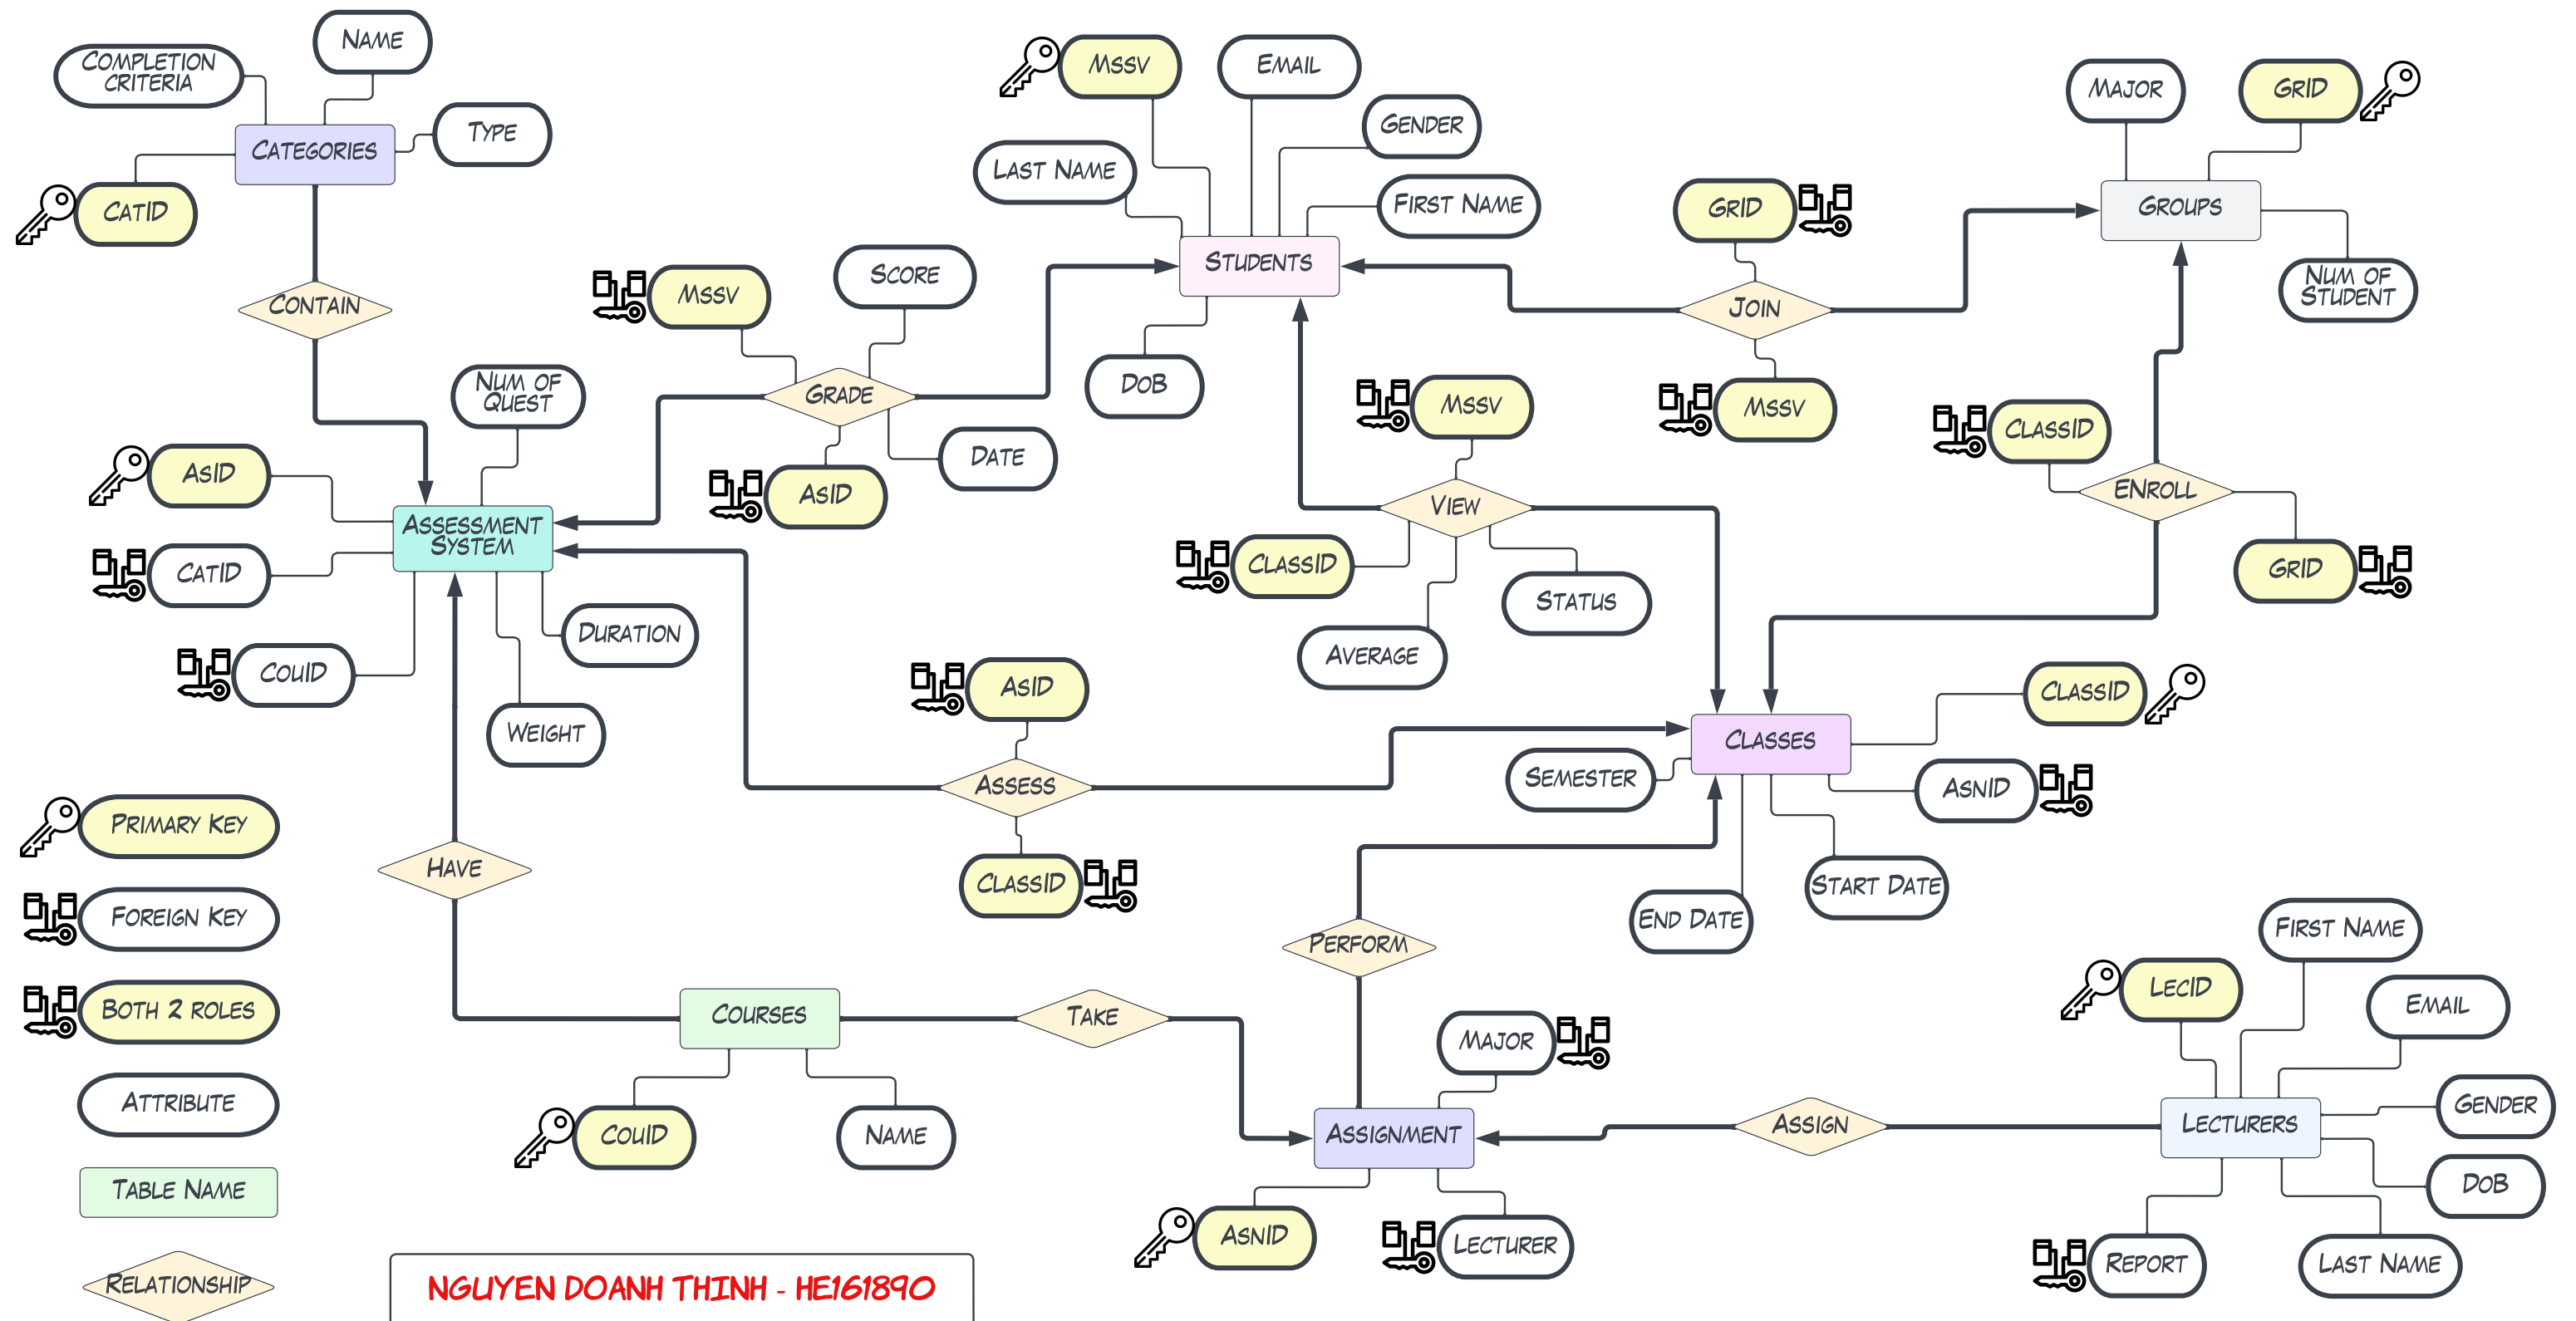 Completion
criteria
Name
Type
Categories
CatID
Contain
Mssv
Email
Gender
Last Name
First Name
Students
DoB
Major
GrID
Groups
Num of
Student
GrID
Join
Mssv
Mssv
Score
Grade
AsID
Date
Num of
Quest
AsID
Assessment
System
CatID
CouID
Duration
Weight
Mssv
View
ClassID
Status
Average
ClassID
ENroll
GrID
AsID
Assess
ClassID
Classes
ClassID
Semester
AsnID
Start Date
End Date
Primary Key
Foreign Key
Both 2 roles
Attribute
Table Name
Relationship
Have
Courses
CouID
Name
Take
Perform
Major
Assignment
AsnID
Lecturer
Assign
First Name
LecID
Email
Gender
Lecturers
DoB
Report
Last Name
NGUYEN DOANH THINH - HE161890